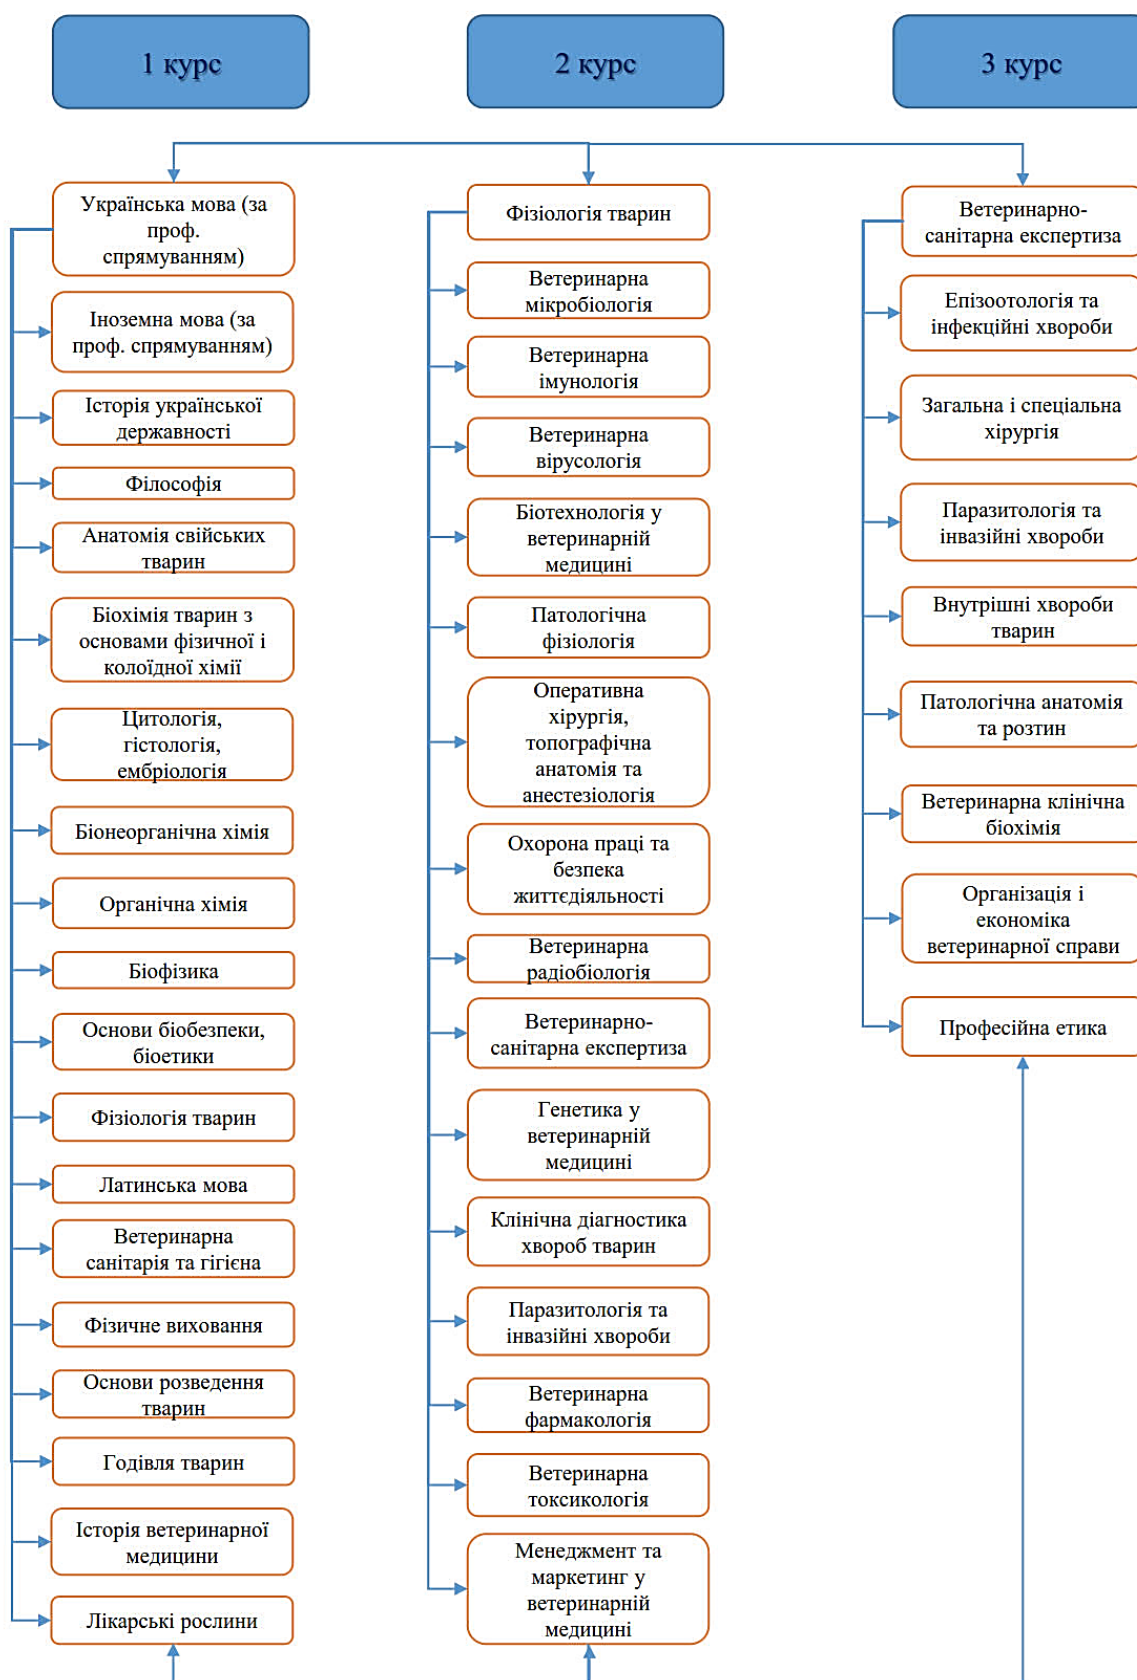 1 курс
2 курс
3 курс
Українська мова (за
проф.
спрямуванням)
Іноземна мова (за
проф. спрямуванням)
Історія української
державності
Філософія
Анатомія свійських
тварин
Біохімія тварин з
основами фізичної і
колоїдної хімії
Цитологія,
гістологія,
ембріологія
Біонеорганічна хімія
Органічна хімія
Біофізика
Основи біобезпеки,
біоетики
Фізіологія тварин
Латинська мова
Ветеринарна
санітарія та гігієна
Фізичне виховання
Основи розведення
тварин
Годівля тварин
Історія ветеринарної
медицини
Лікарські рослини
Фізіологія тварин
Ветеринарна
мікробіологія
Ветеринарна
імунологія
Ветеринарна
вірусологія
Біотехнологія у
ветеринарній
медицині
Патологічна
фізіологія
Оперативна
хірургія,
топографічна
анатомія та
анестезіологія
Охорона праці та
безпека
життєдіяльності
Ветеринарна
радіобіологія
Ветеринарно-
санітарна експертиза
Генетика у
ветеринарній
медицині
Клінічна діагностика
хвороб тварин
Паразитологія та
інвазійні хвороби
Ветеринарна
фармакологія
Ветеринарна
токсикологія
Менеджмент та
маркетинг у
ветеринарній
медицині
Ветеринарно-
санітарна експертиза
Епізоотологія та
інфекційні хвороби
Загальна і спеціальна
хірургія
Паразитологія та
інвазійні хвороби
Внутрішні хвороби
тварин
Патологічна анатомія
та розтин
Ветеринарна клінічна
біохімія
Організація і
економіка
ветеринарної справи
Професійна етика